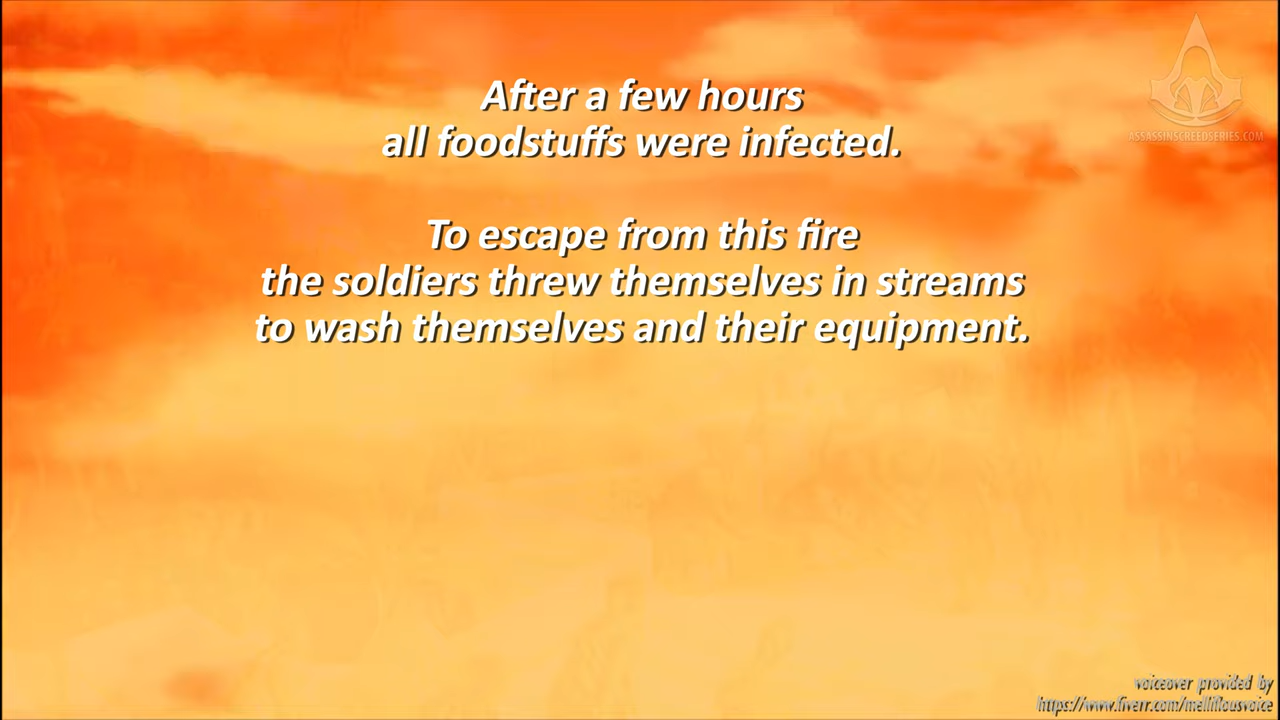 ASSASSINSCREEDSERIES.COM
After a few hours
all foodstuffs were infected.
To escape from this fire
the soldiers threw themselves in streams
to wash themselves and their equipment.
voiceover provided by
https://www.fiverr.com/melliflousvoice